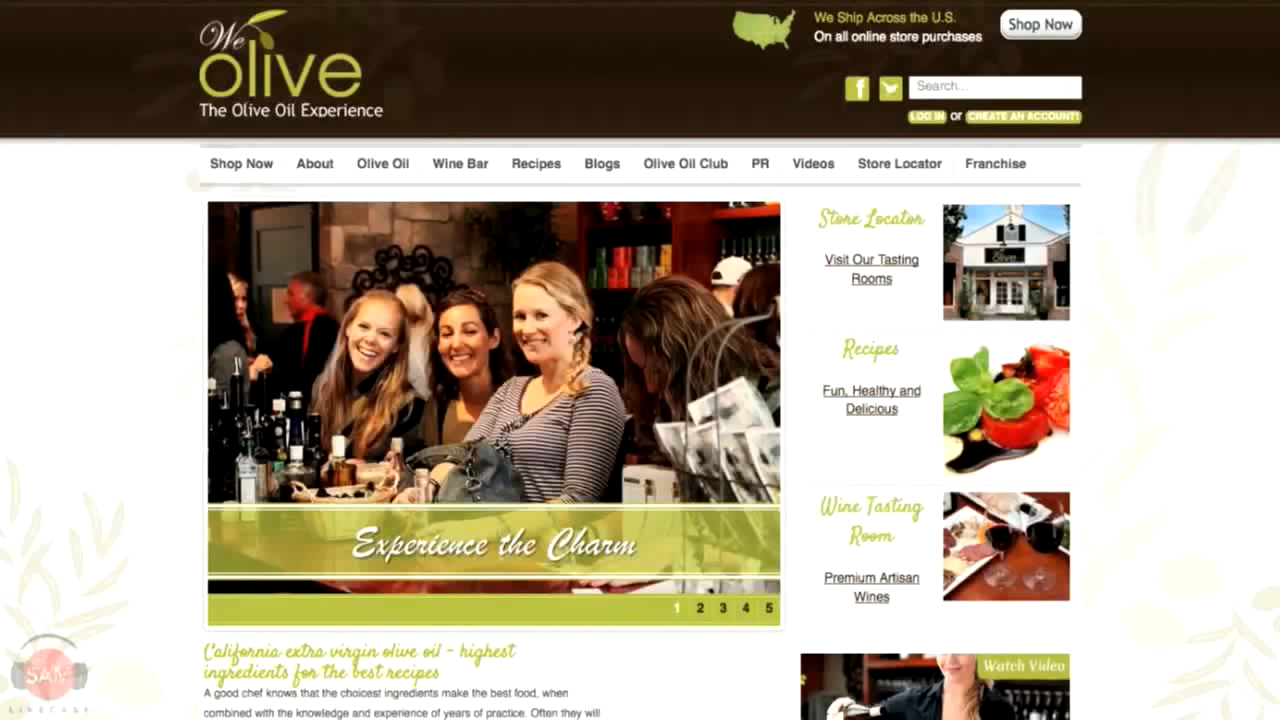 We
olive
The Olive Oil Experience
We Ship Across the U.S.
On all online store purchases
Shop Now
Search...
LOG IN or CREATE AN ACCOUNT!
Shop Now About Olive Oil Wine Bar Recipes Blogs Olive Oil Club PR Videos Store Locator Franchise
Experience the Charm
1 2 3 4 5
Store Locator
Visit Our Tasting
Rooms
olive
Recipes
Fun, Healthy and
Delicious
Wine Tasting
Room
Premium Artisan
Wines
California extra virgin olive oil - highest
ingredients for the best recipes
A good chef knows that the choicest ingredients make the best food, when
combined with the knowledge and experience of years of practice. Often they will
Watch Video
SAM
LIVECAST